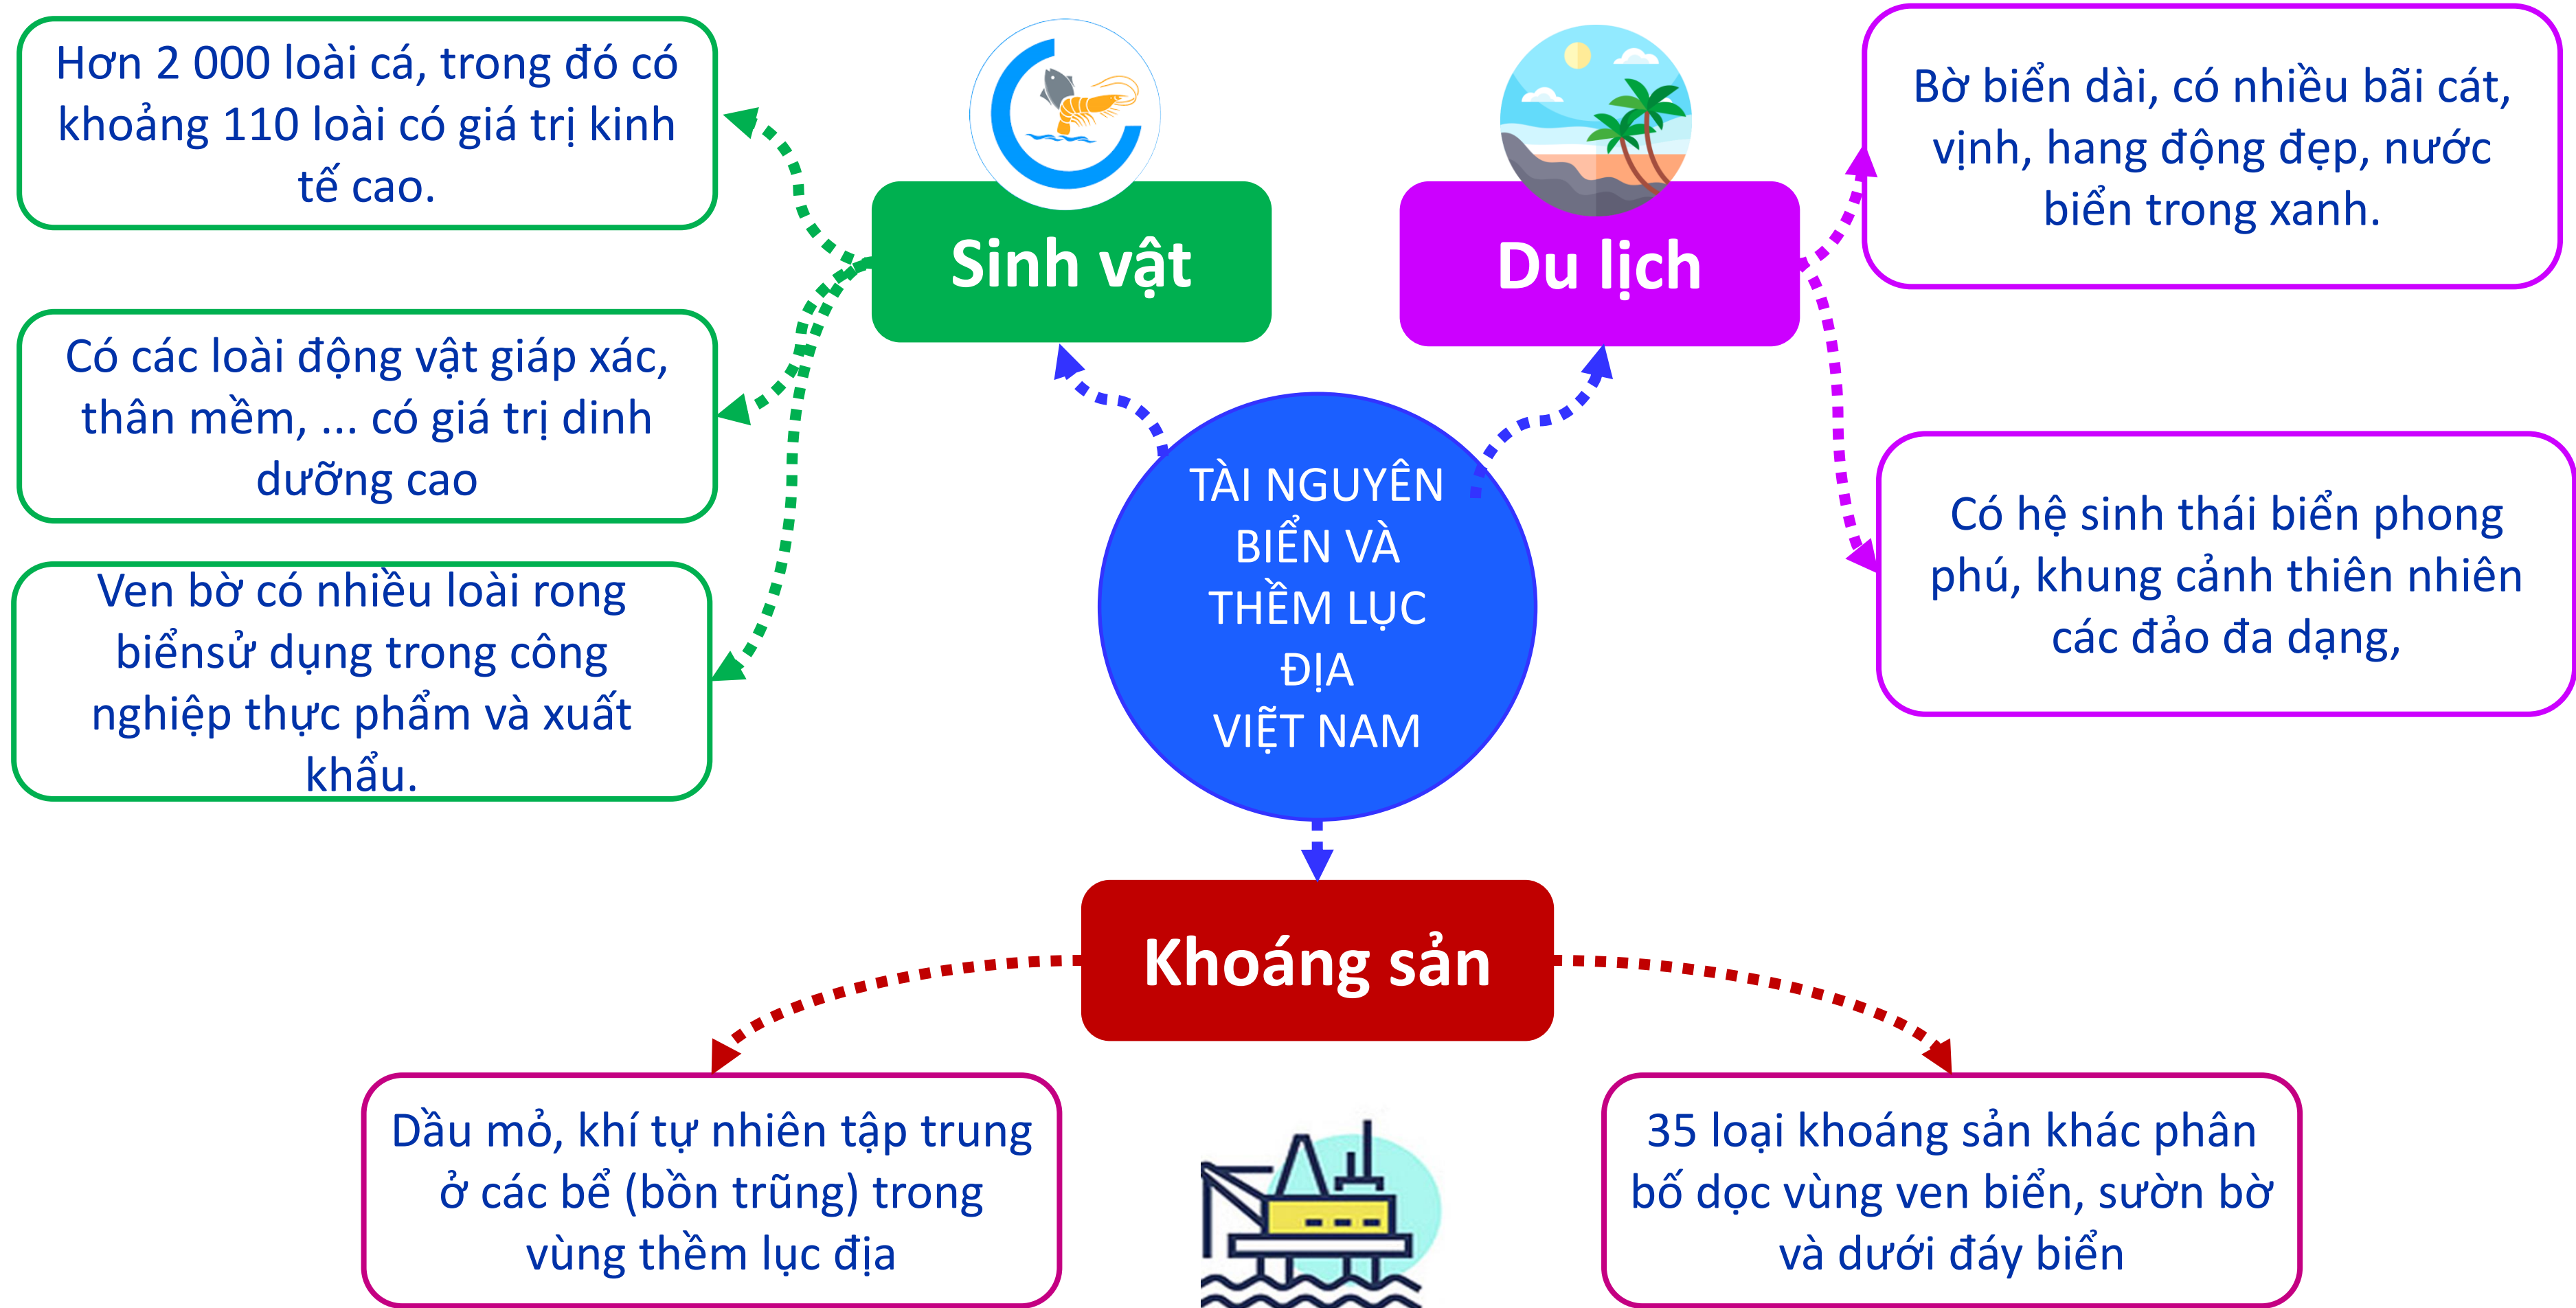 Hơn 2 000 loài cá, trong đó có
khoảng 110 loài có giá trị kinh
tế cao.
Sinh vật
Du lịch
Bờ biển dài, có nhiều bãi cát,
vịnh, hang động đẹp, nước
biển trong xanh.
Có các loài động vật giáp xác,
thân mềm, ... có giá trị dinh
dưỡng cao
TÀI NGUYÊN
BIỂN VÀ
THỀM LỤC
ĐỊA
VIỆT NAM
Có hệ sinh thái biển phong
phú, khung cảnh thiên nhiên
các đảo đa dạng,
Ven bờ có nhiều loài rong
biểnsử dụng trong công
nghiệp thực phẩm và xuất
khẩu.
Khoáng sản
Dầu mỏ, khí tự nhiên tập trung
ở các bể (bồn trũng) trong
vùng thềm lục địa
35 loại khoáng sản khác phân
bố dọc vùng ven biển, sườn bờ
và dưới đáy biển